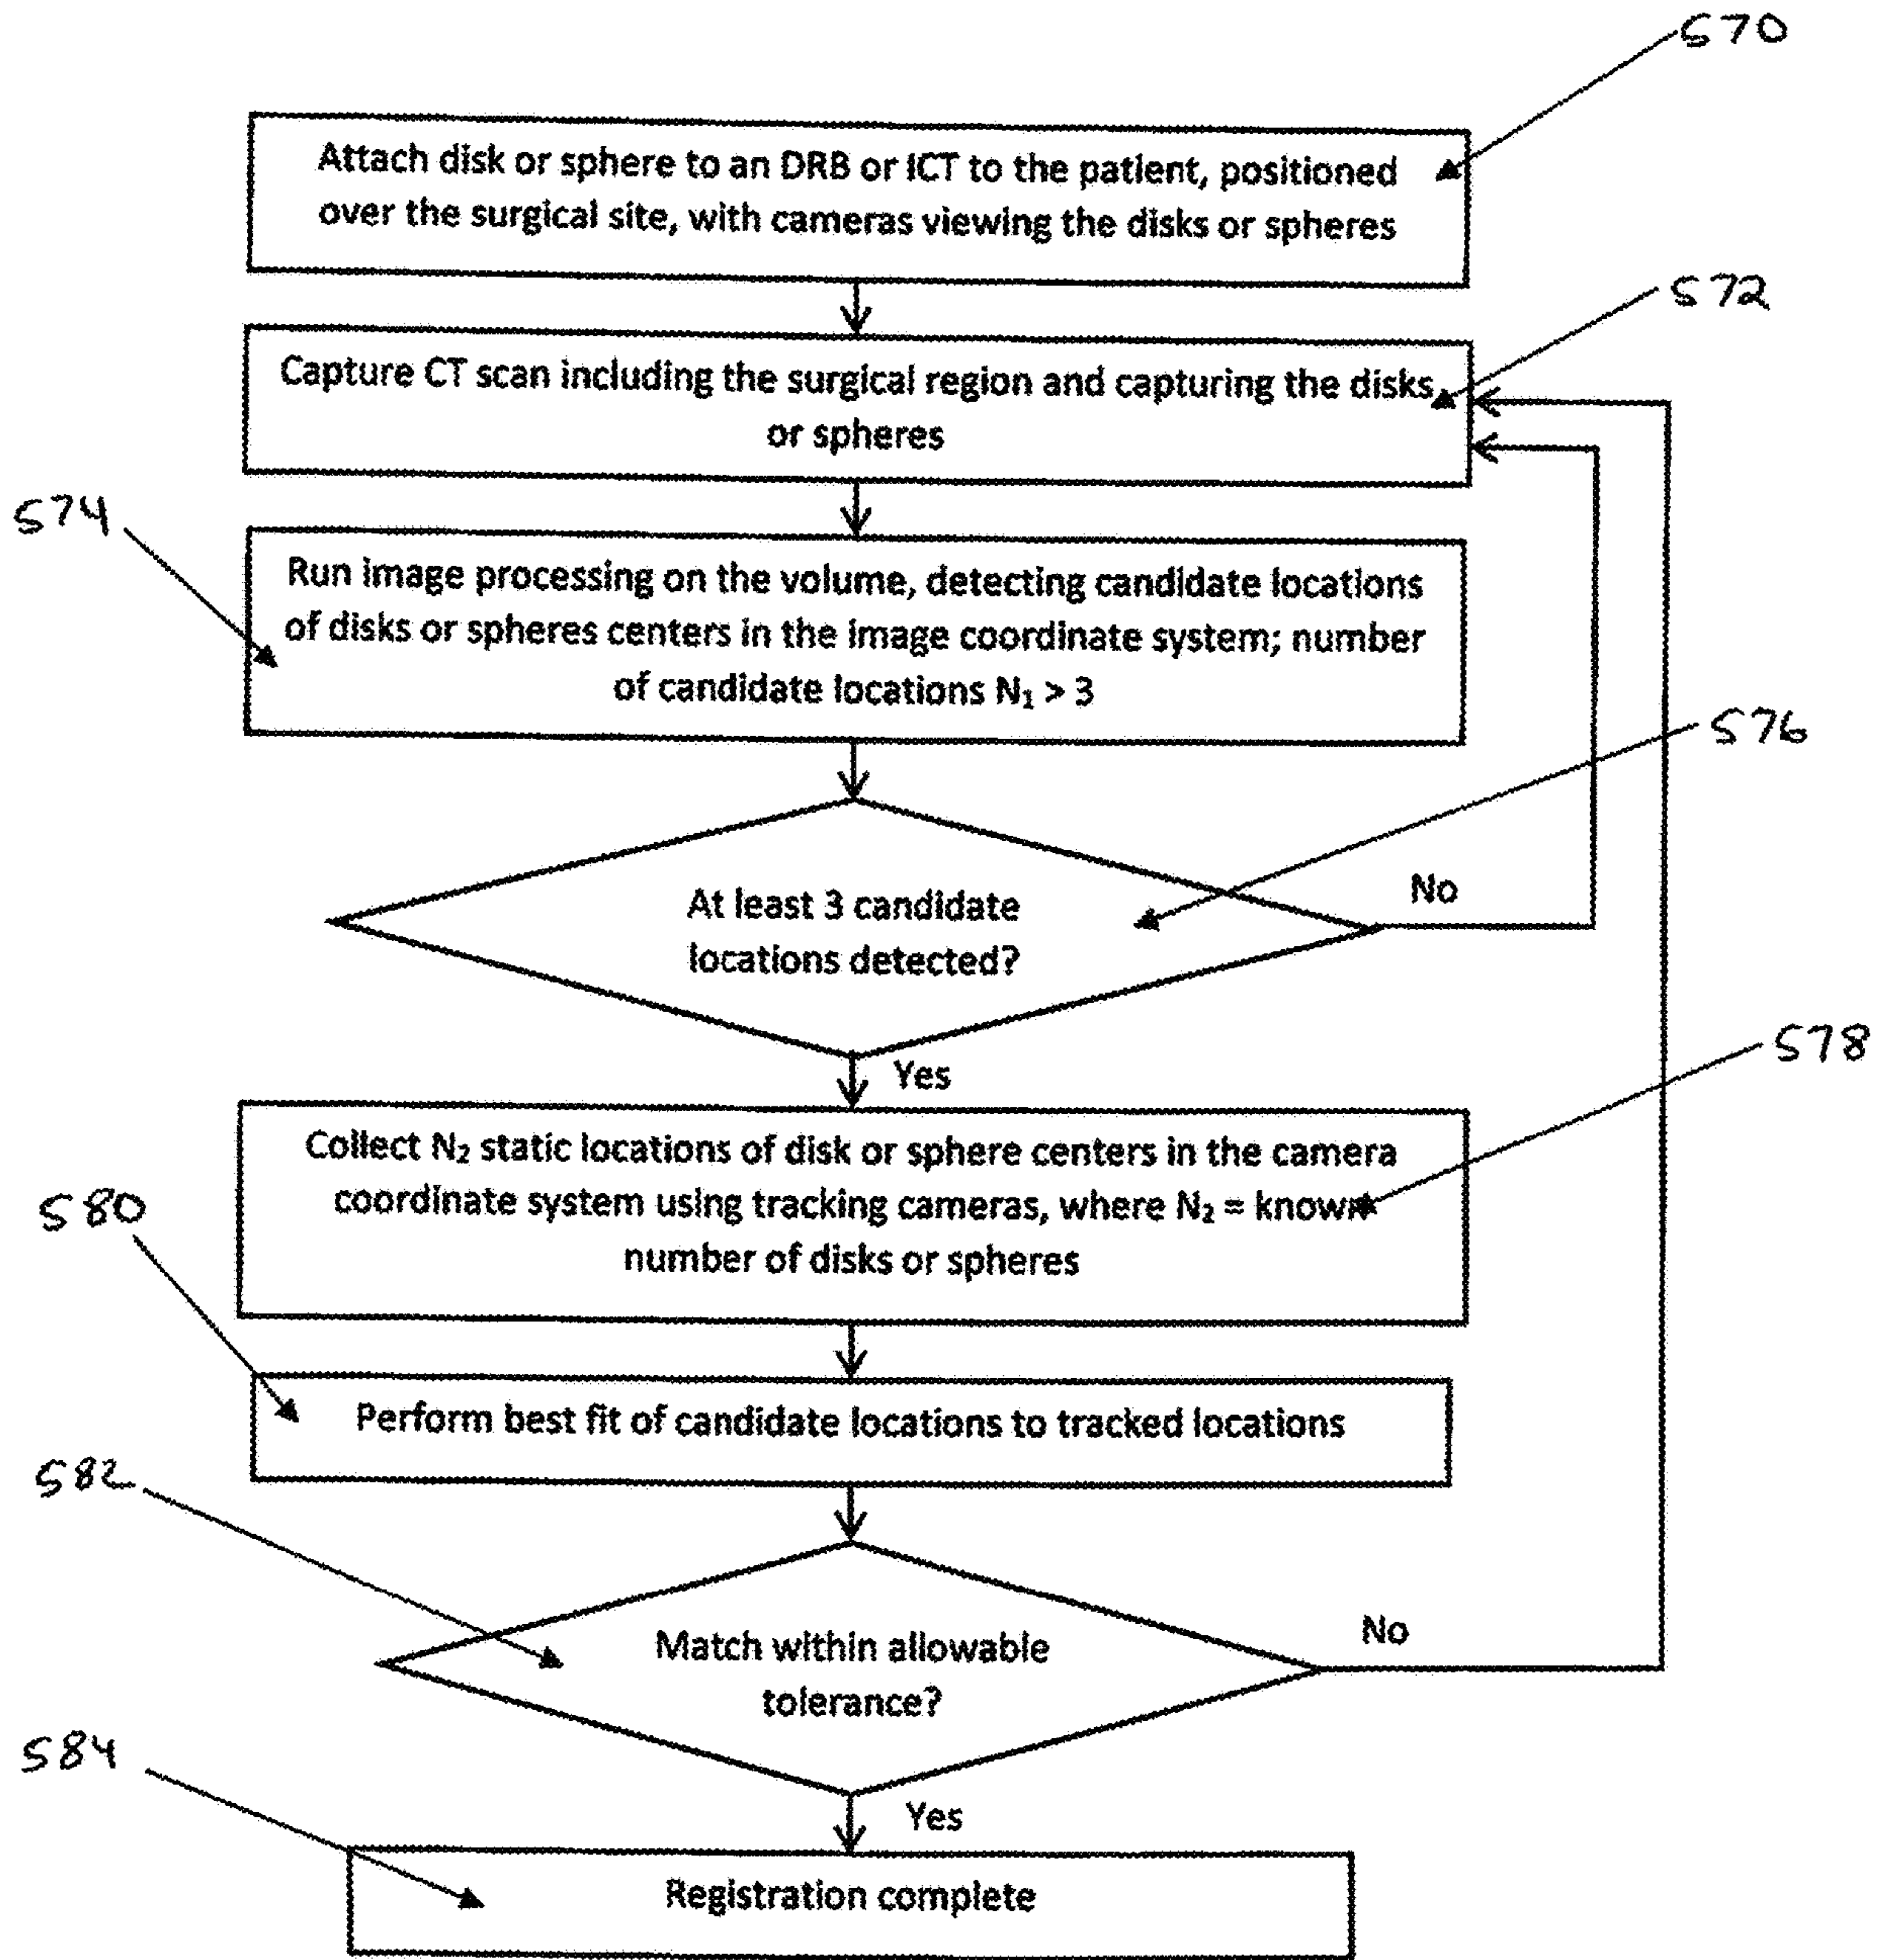 570
Attach disk or sphere to an DRB or ICT to the patient, positioned
over the surgical site, with cameras viewing the disks or spheres
572
Capture CT scan including the surgical region and capturing the disks
or spheres
574
Run image processing on the volume, detecting candidate locations
of disks or spheres centers in the image coordinate system; number
of candidate locations N₁ > 3
576
At least 3 candidate
locations detected?
No
Yes
578
Collect N₂ static locations of disk or sphere centers in the camera
coordinate system using tracking cameras, where N₂ = known
number of disks or spheres
580
Perform best fit of candidate locations to tracked locations
582
Match within allowable
tolerance?
No
Yes
584
Registration complete